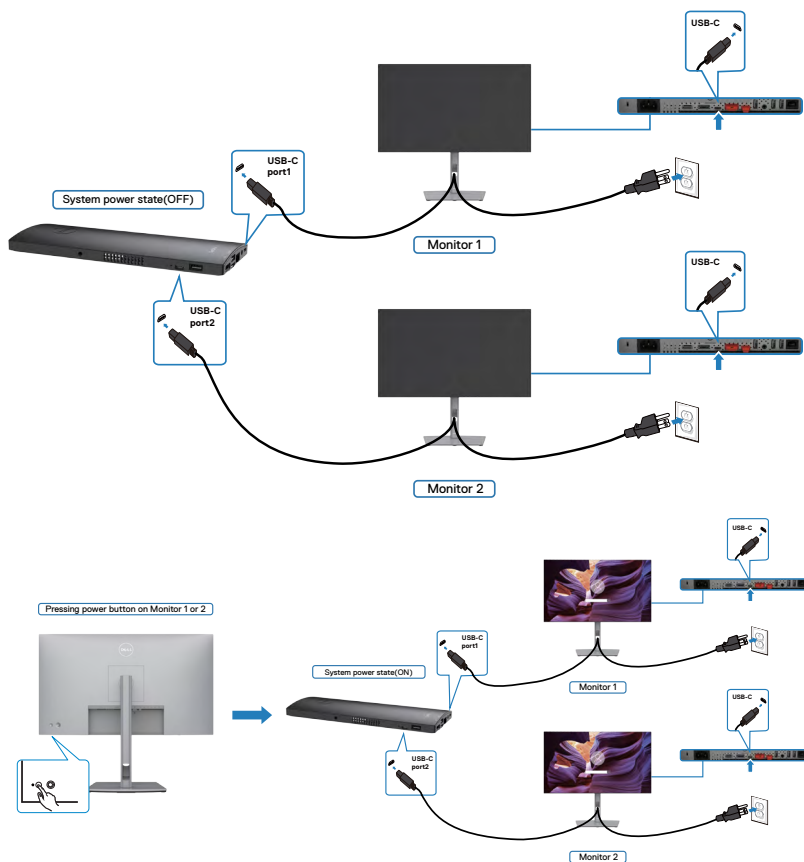 USB-C
USB-C
port1
System power state(OFF)
Monitor 1
USB-C
USB-C
port2
Monitor 2
USB-C
Pressing power button on Monitor 1 or 2
DELL
USB-C
port1
System power state(ON)
Monitor 1
USB-C
USB-C
port2
Monitor 2